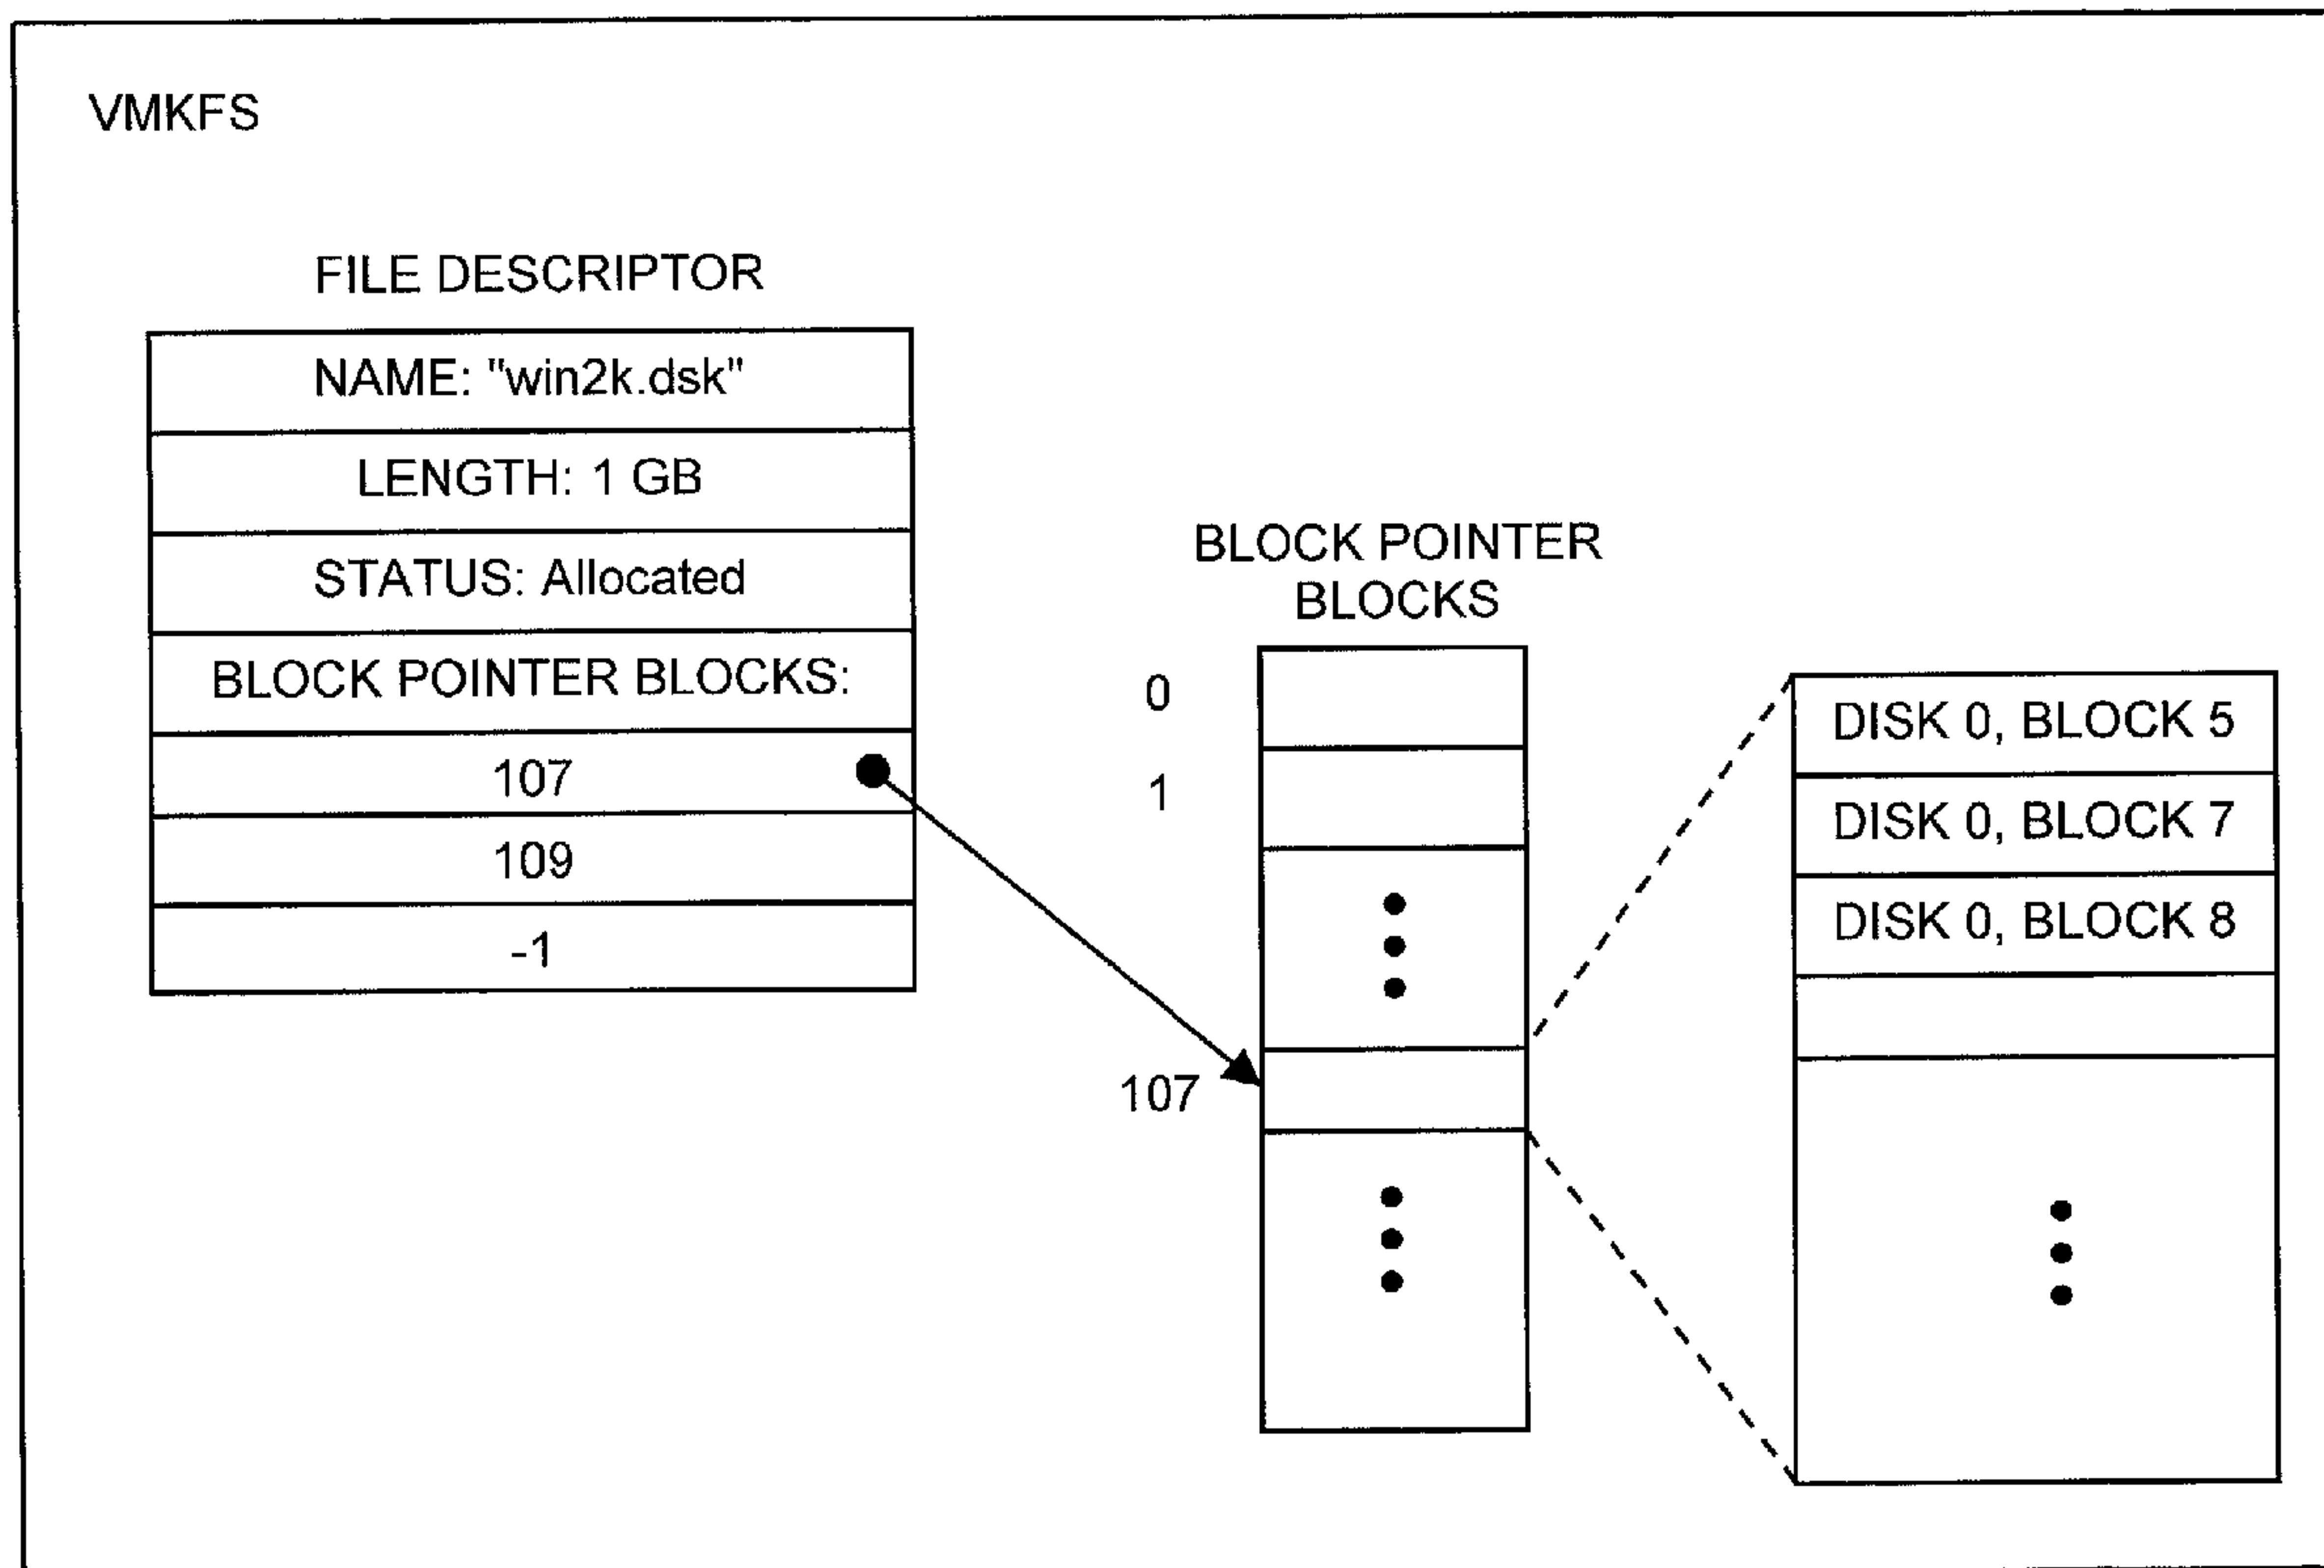 VMKFS
FILE DESCRIPTOR
NAME: "win2k.dsk"
LENGTH: 1 GB
STATUS: Allocated
BLOCK POINTER BLOCKS:
107
109
-1
BLOCK POINTER
BLOCKS
0
1
107
DISK 0, BLOCK 5
DISK 0, BLOCK 7
DISK 0, BLOCK 8